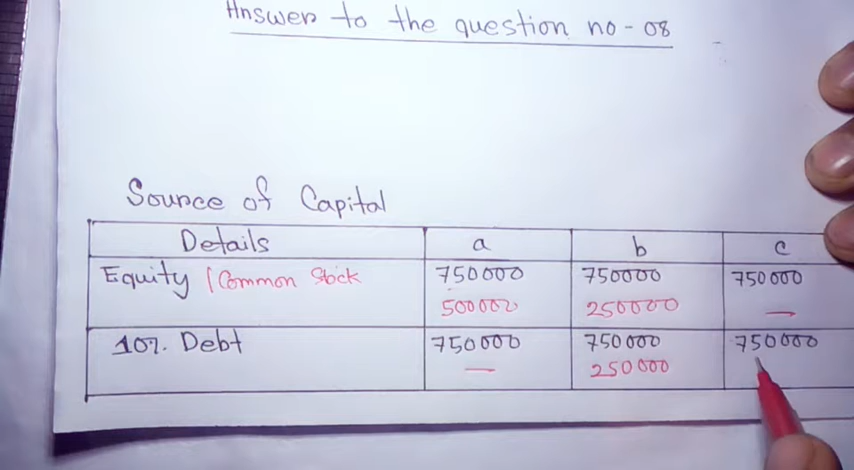 Answer to the question no - 08
Source of Capital
Details a b c
Equity / Common Stock 750000 750000 750000
500000 250000 —
10% Debt 750000 750000 750000
— 250000